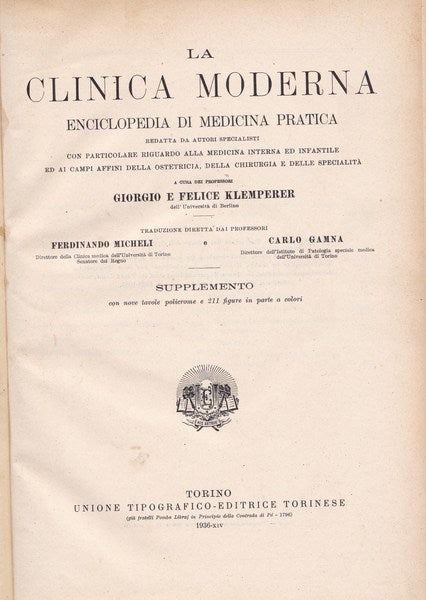 LA
CLINICA MODERNA
ENCICLOPEDIA DI MEDICINA PRATICA
REDATTA DA AUTORI SPECIALISTI
CON PARTICOLARE RIGUARDO ALLA MEDICINA INTERNA ED INFANTILE
ED AI CAMPI AFFINI DELLA OSTETRICIA, DELLA CHIRURGIA E DELLE SPECIALITÀ
A CURA DEI PROFESSORI
GIORGIO E FELICE KLEMPERER
dell'Università di Berlino
TRADUZIONE DIRETTA DAI PROFESSORI
FERDINANDO MICHELI e CARLO GAMNA
Direttore della Clinica medica dell'Università di Torino
Senatore del Regno
Direttore dell'Istituto di Patologia speciale medica
dell'Università di Torino
SUPPLEMENTO
con nove tavole policrome e 211 figure in parte a colori
TORINO
UNIONE TIPOGRAFICO-EDITRICE TORINESE
(già fratelli Pomba Libraj in Principio della Contrada di Pò - 1796)
1936-XIV